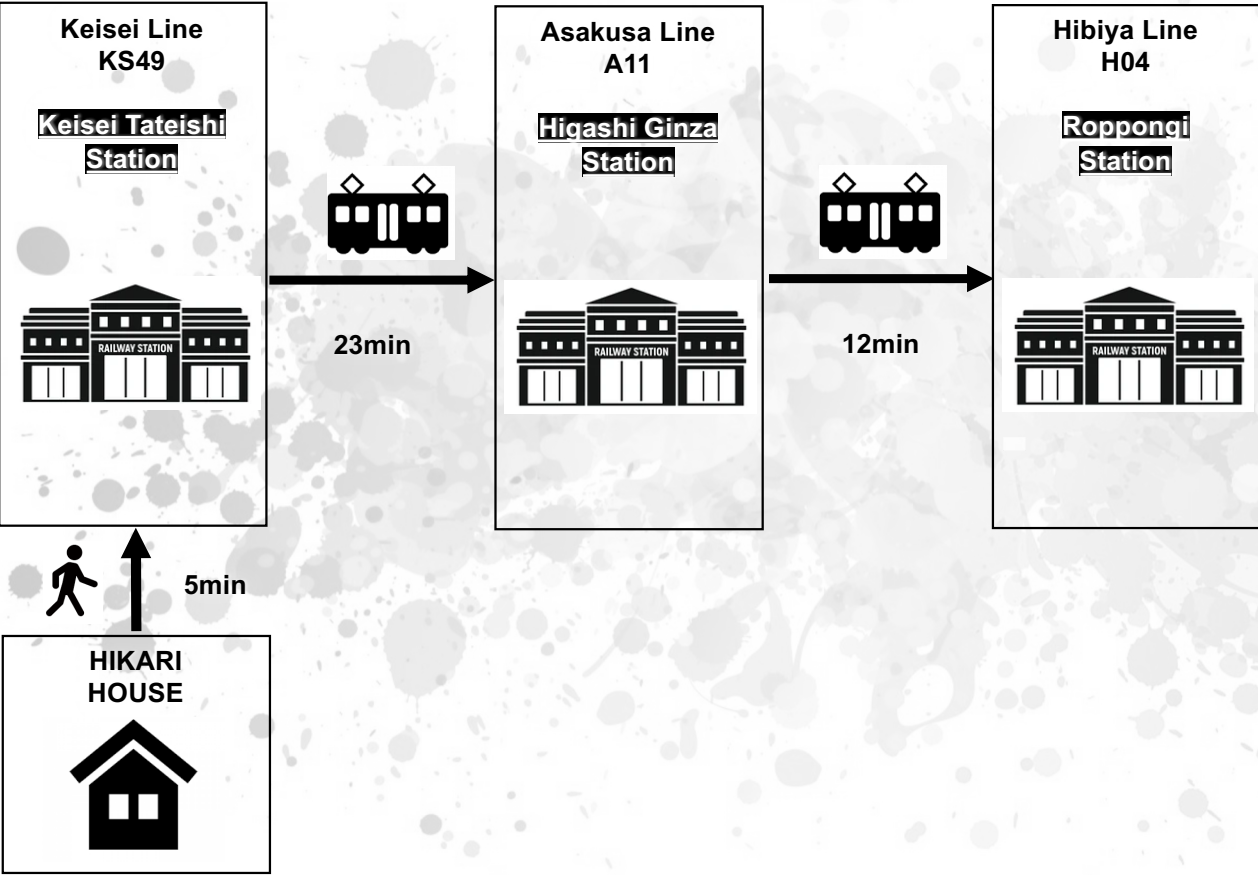 Keisei Line
KS49
Keisei Tateishi
Station
RAILWAY STATION
23min
Asakusa Line
A11
Higashi Ginza
Station
RAILWAY STATION
12min
Hibiya Line
H04
Roppongi
Station
RAILWAY STATION
5min
HIKARI
HOUSE